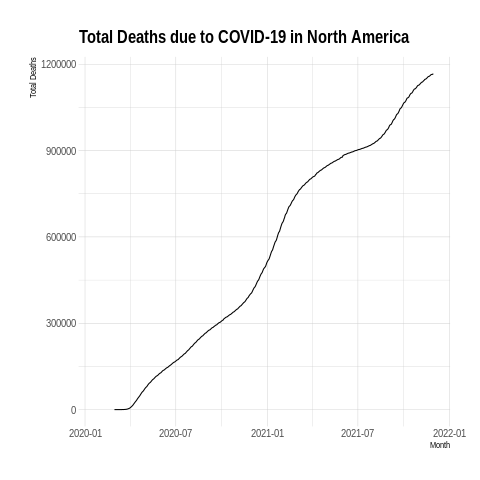 Total Deaths due to COVID-19 in North America
Total Deaths
1200000
900000
600000
300000
0
2020-01 2020-07 2021-01 2021-07 2022-01
Month